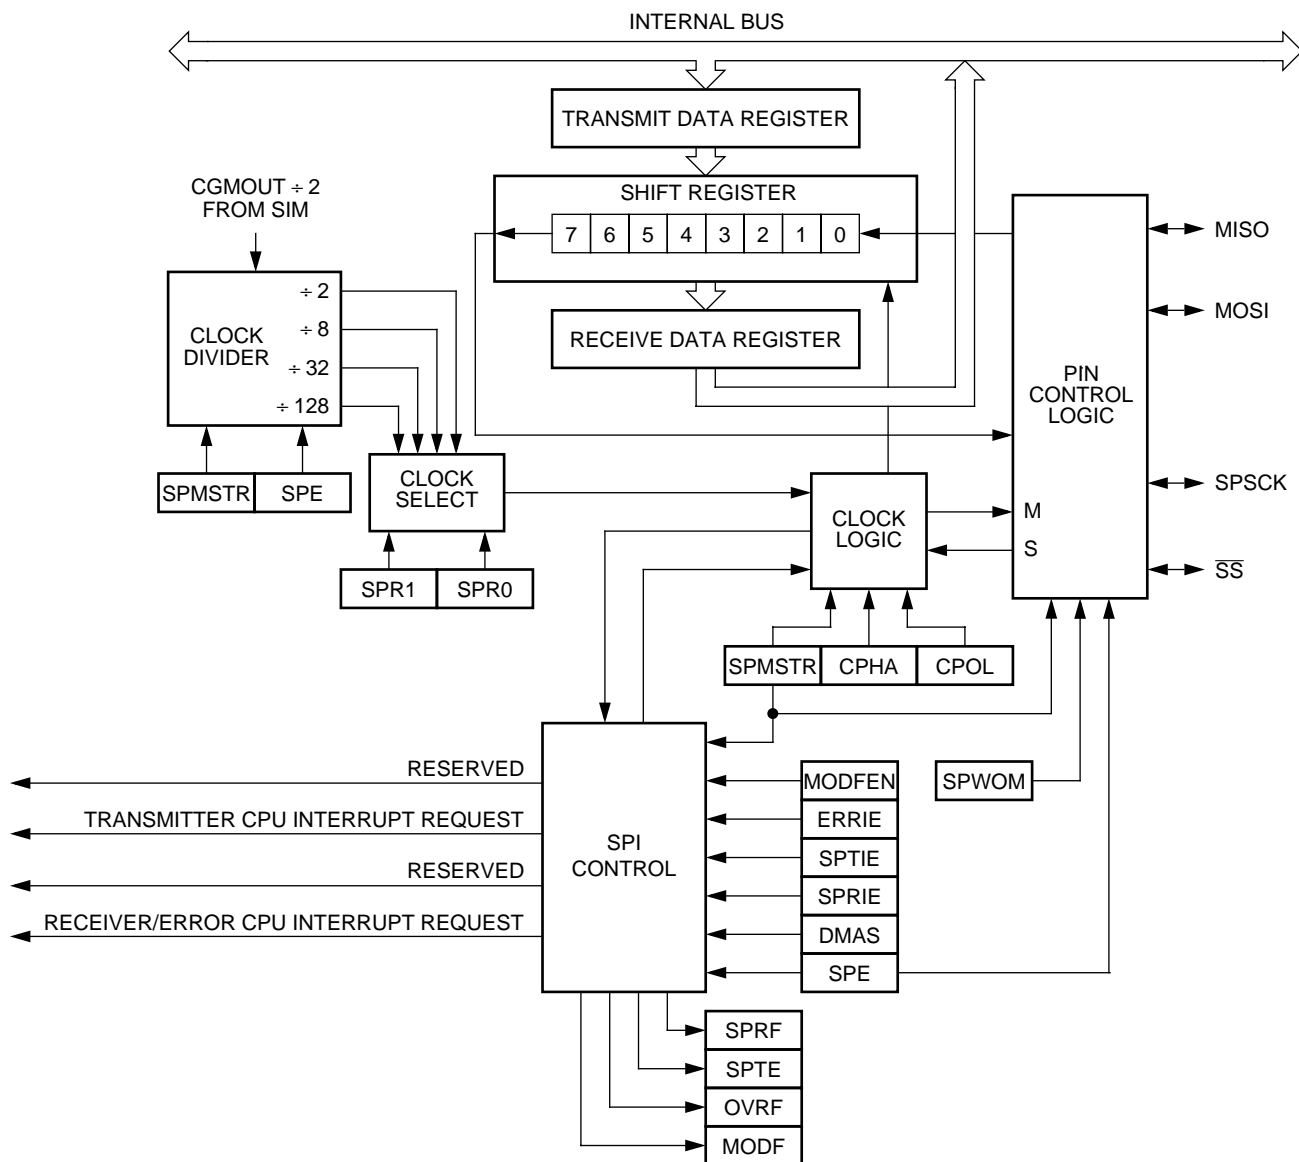 INTERNAL BUS
TRANSMIT DATA REGISTER
CGMOUT ÷ 2
FROM SIM
SHIFT REGISTER
7 6 5 4 3 2 1 0
MISO
MOSI
÷ 2
÷ 8
÷ 32
÷ 128
CLOCK
DIVIDER
RECEIVE DATA REGISTER
PIN
CONTROL
LOGIC
SPMSTR SPE
CLOCK
SELECT
CLOCK
LOGIC
M
S
SPSCK
S̅S̅
SPR1 SPR0
SPMSTR CPHA CPOL
RESERVED
TRANSMITTER CPU INTERRUPT REQUEST
RESERVED
RECEIVER/ERROR CPU INTERRUPT REQUEST
SPI
CONTROL
MODFEN
ERRIE
SPTIE
SPRIE
DMAS
SPE
SPWOM
SPRF
SPTE
OVRF
MODF